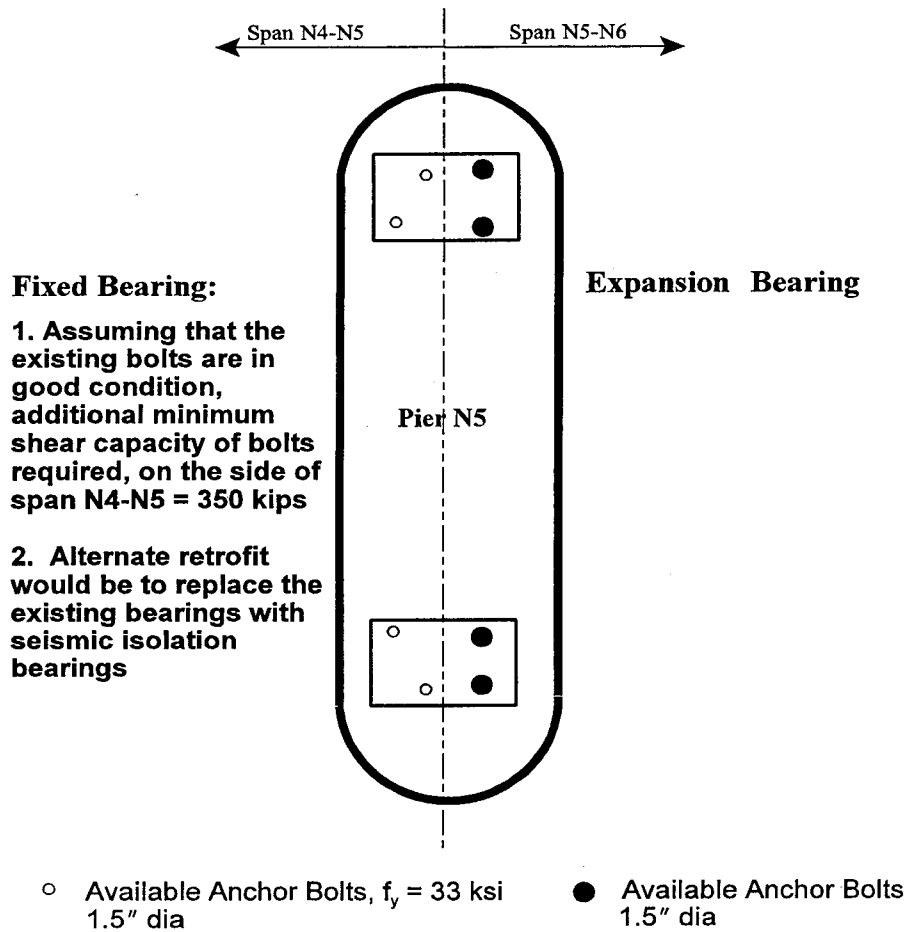 Span N4-N5
Span N5-N6
Fixed Bearing:
1. Assuming that the
existing bolts are in
good condition,
additional minimum
shear capacity of bolts
required, on the side of
span N4-N5 = 350 kips
2. Alternate retrofit
would be to replace the
existing bearings with
seismic isolation
bearings
Pier N5
Expansion Bearing
Available Anchor Bolts, fy = 33 ksi
1.5" dia
Available Anchor Bolts
1.5" dia